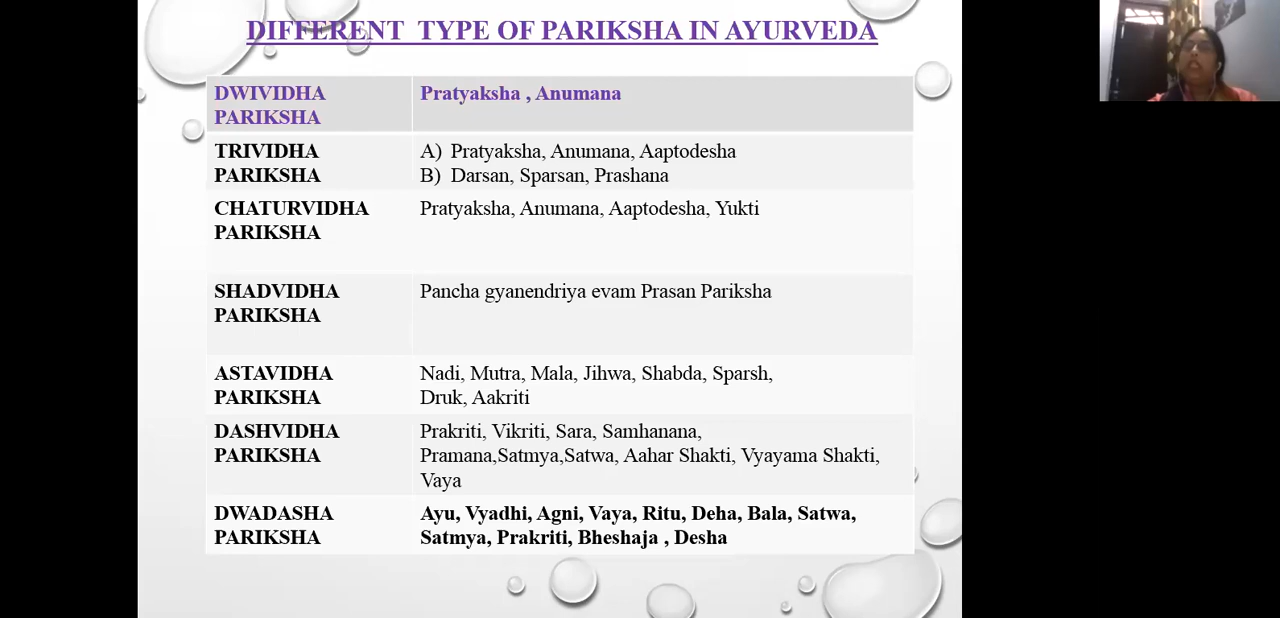 DIFFERENT TYPE OF PARIKSHA IN AYURVEDA
DWIVIDHA
PARIKSHA
Pratyaksha , Anumana
TRIVIDHA
PARIKSHA
A) Pratyaksha, Anumana, Aaptodesha
B) Darsan, Sparsan, Prashana
CHATURVIDHA
PARIKSHA
Pratyaksha, Anumana, Aaptodesha, Yukti
SHADVIDHA
PARIKSHA
Pancha gyanendriya evam Prasan Pariksha
ASTAVIDHA
PARIKSHA
Nadi, Mutra, Mala, Jihwa, Shabda, Sparsh,
Druk, Aakriti
DASHVIDHA
PARIKSHA
Prakriti, Vikriti, Sara, Samhanana,
Pramana,Satmya,Satwa, Aahar Shakti, Vyayama Shakti,
Vaya
DWADASHA
PARIKSHA
Ayu, Vyadhi, Agni, Vaya, Ritu, Deha, Bala, Satwa,
Satmya, Prakriti, Bheshaja , Desha